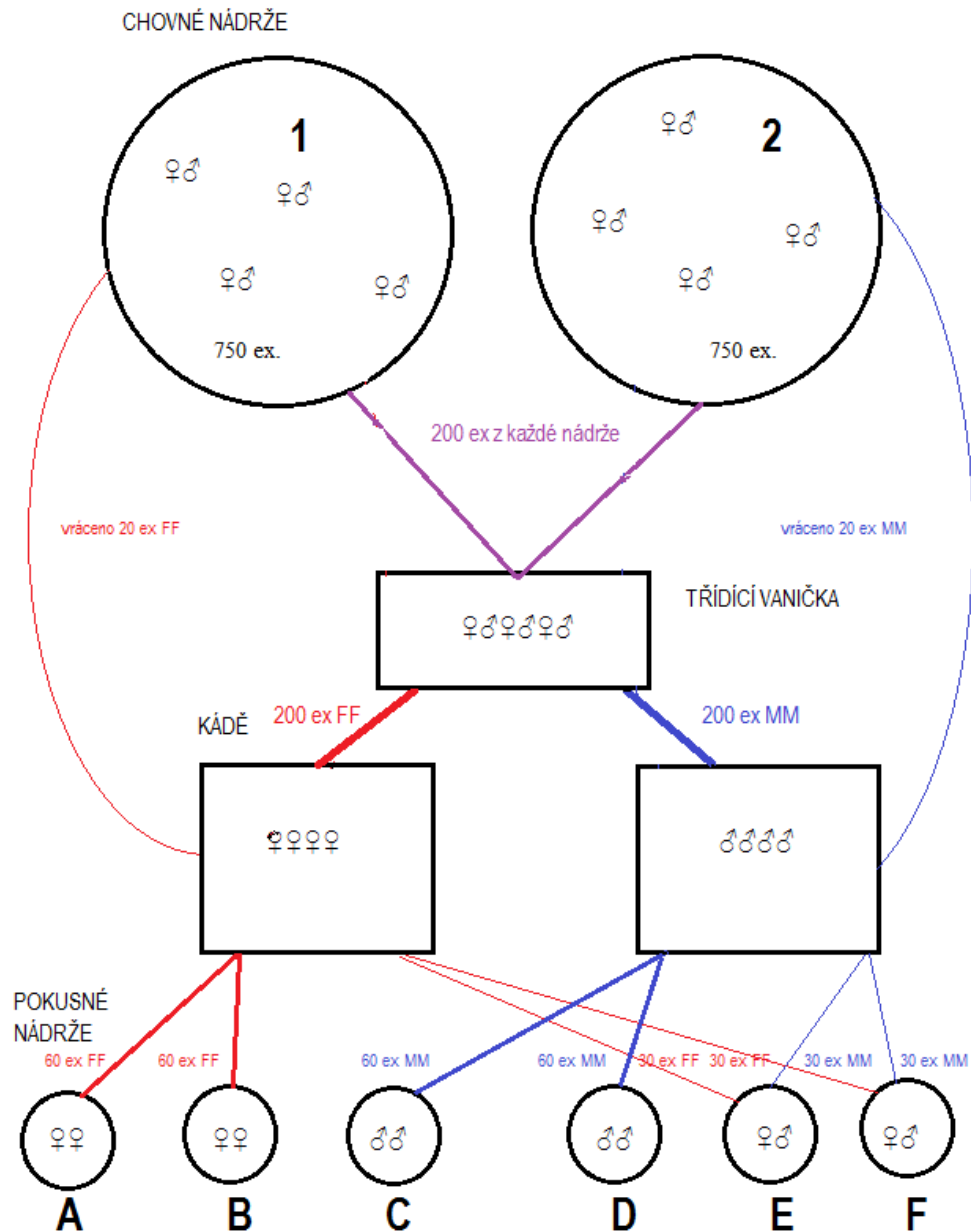 CHOVNÉ NÁDRŽE
1
2
♀♂
♀♂
♀♂
♀♂
♀♂
♀♂
♀♂
♀♂
750 ex.
750 ex.
200 ex z každé nádrže
vráceno 20 ex FF
vráceno 20 ex MM
TŘÍDÍCÍ VANIČKA
♀♂♀♂♀♂
200 ex FF
200 ex MM
KÁDĚ
♀♀♀♀
♂♂♂♂
POKUSNÉ
NÁDRŽE
60 ex FF
60 ex FF
60 ex MM
60 ex MM
30 ex FF
30 ex FF
30 ex MM
30 ex MM
♀♀
♀♀
♂♂
♂♂
♀♂
♀♂
A
B
C
D
E
F